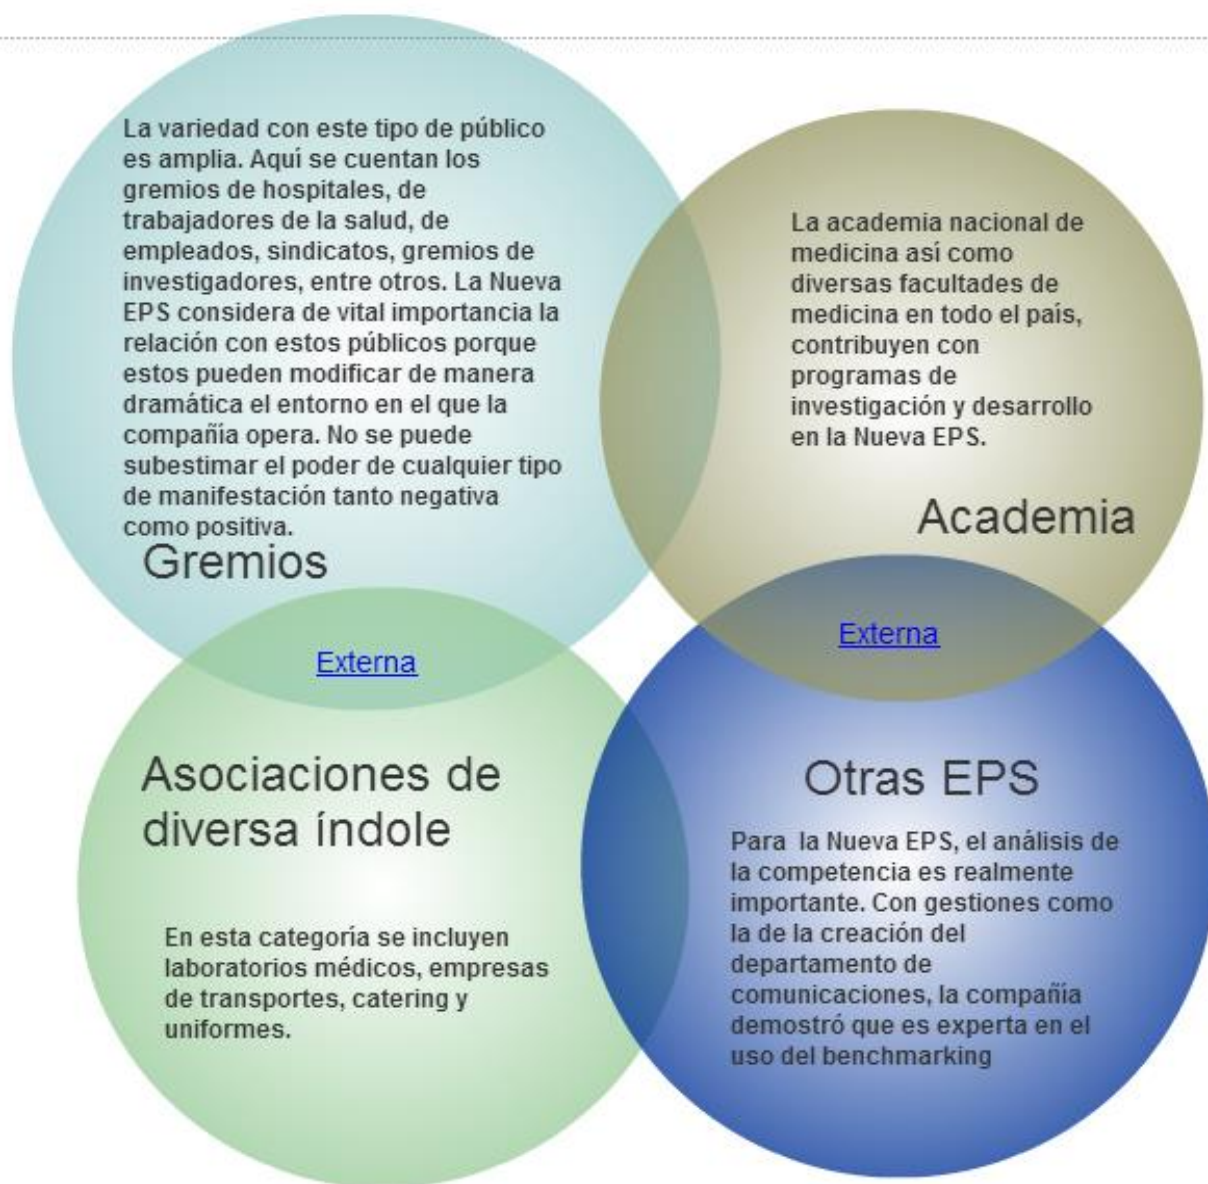 La variedad con este tipo de público
es amplia. Aquí se cuentan los
gremios de hospitales, de
trabajadores de la salud, de
empleados, sindicatos, gremios de
investigadores, entre otros. La Nueva
EPS considera de vital importancia la
relación con estos públicos porque
estos pueden modificar de manera
dramática el entorno en el que la
compañía opera. No se puede
subestimar el poder de cualquier tipo
de manifestación tanto negativa
como positiva.
Gremios
La academia nacional de
medicina así como
diversas facultades de
medicina en todo el país,
contribuyen con
programas de
investigación y desarrollo
en la Nueva EPS.
Academia
Externa
Externa
Asociaciones de
diversa índole
En esta categoría se incluyen
laboratorios médicos, empresas
de transportes, catering y
uniformes.
Otras EPS
Para  la Nueva EPS, el análisis de
la competencia es realmente
importante. Con gestiones como
la de la creación del
departamento de
comunicaciones, la compañía
demostró que es experta en el
uso del benchmarking